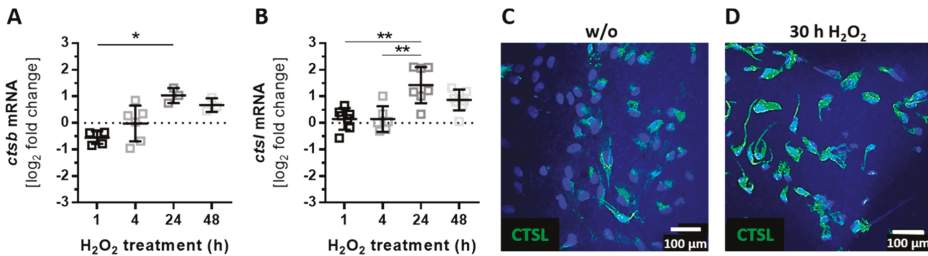 A
ctsb mRNA
[log₂ fold change]
3
2
1
0
-1
-2
-3
*
1 4 24 48
H₂O₂ treatment (h)
B
ctsl mRNA
[log₂ fold change]
3
2
1
0
-1
-2
-3
**
**
1 4 24 48
H₂O₂ treatment (h)
C
w/o
CTSL
100 µm
D
30 h H₂O₂
CTSL
100 µm